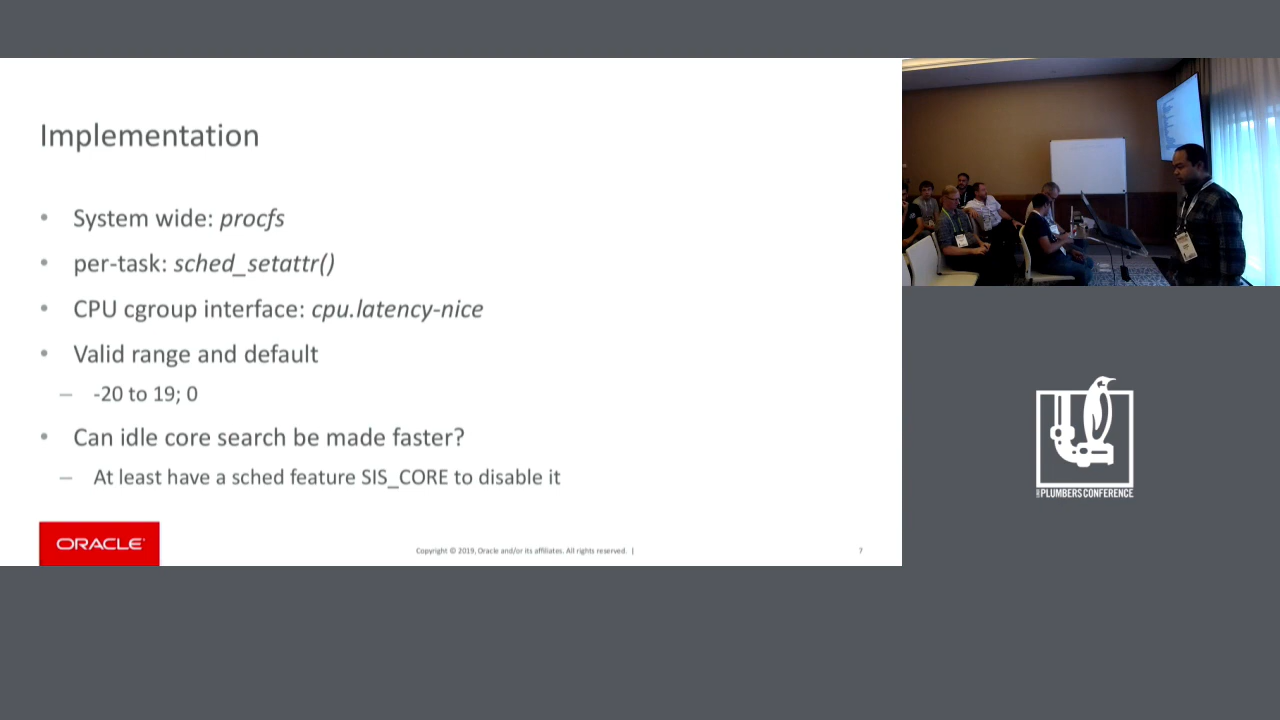 Implementation
• System wide: procfs
• per-task: sched_setattr()
• CPU cgroup interface: cpu.latency-nice
• Valid range and default
– -20 to 19; 0
• Can idle core search be made faster?
– At least have a sched feature SIS_CORE to disable it
ORACLE
Copyright © 2019, Oracle and/or its affiliates. All rights reserved. |
7
PLUMBERS CONFERENCE